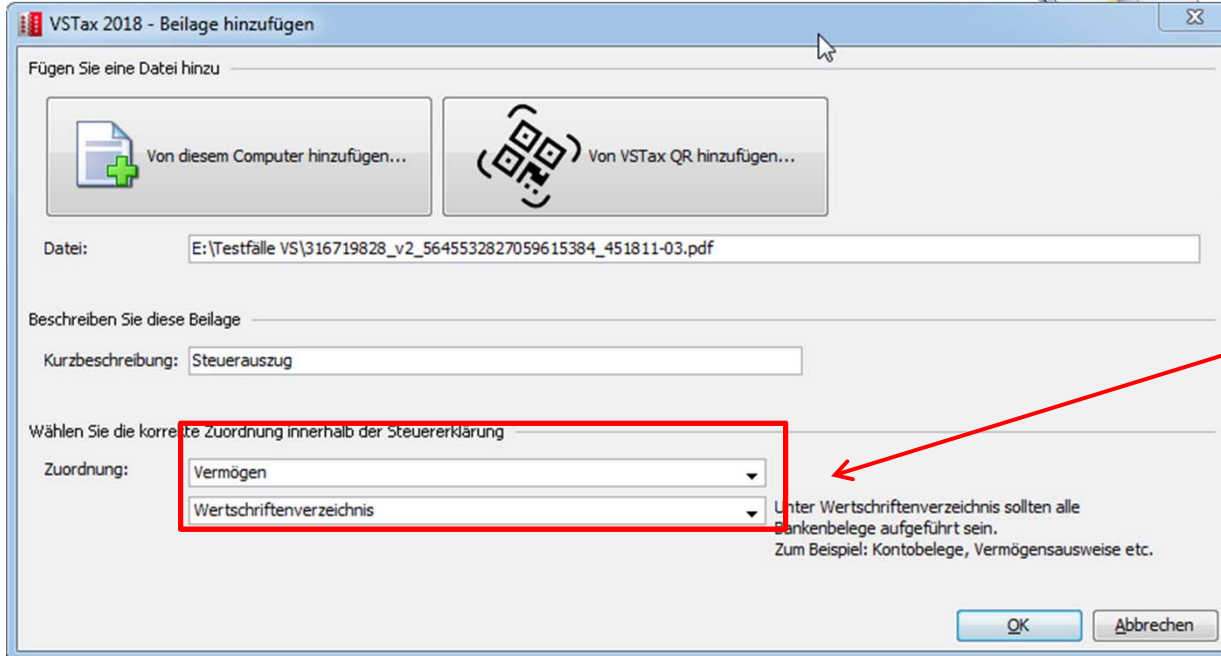 VSTax 2018 - Beilage hinzufügen
Fügen Sie eine Datei hinzu
Von diesem Computer hinzufügen...
Von VSTax QR hinzufügen...
Datei:
E:\Testfälle VS\316719828_v2_5645532827059615384_451811-03.pdf
Beschreiben Sie diese Beilage
Kurzbeschreibung:
Steuerauszug
Wählen Sie die korrekte Zuordnung innerhalb der Steuererklärung
Zuordnung:
Vermögen
Wertschriftenverzeichnis
Unter Wertschriftenverzeichnis sollten alle
Bankenbelege aufgeführt sein.
Zum Beispiel: Kontobelege, Vermögensausweise etc.
OK
Abbrechen